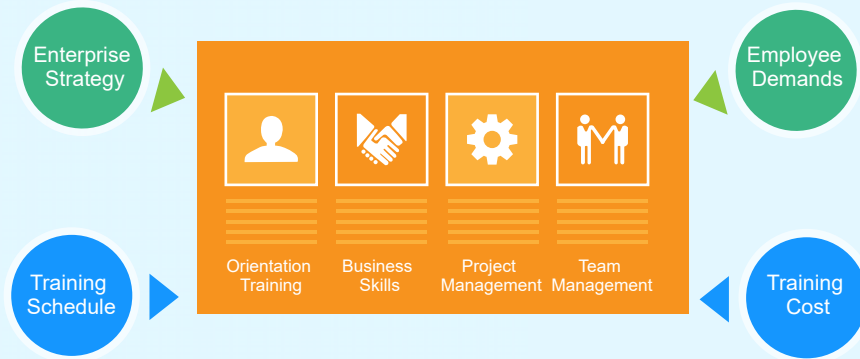 Enterprise
Strategy
Employee
Demands
Orientation
Training
Business
Skills
Project
Management
Team
Management
Training
Schedule
Training
Cost